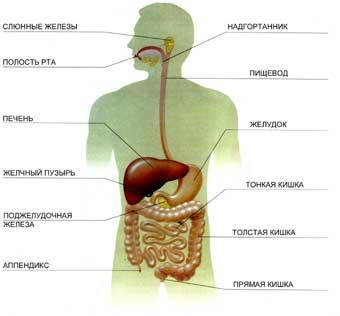 СЛЮННЫЕ ЖЕЛЕЗЫ
ПОЛОСТЬ РТА
ПЕЧЕНЬ
ЖЕЛЧНЫЙ ПУЗЫРЬ
ПОДЖЕЛУДОЧНАЯ
ЖЕЛЕЗА
АППЕНДИКС
НАДГОРТАННИК
ПИЩЕВОД
ЖЕЛУДОК
ТОНКАЯ КИШКА
ТОЛСТАЯ КИШКА
ПРЯМАЯ КИШКА